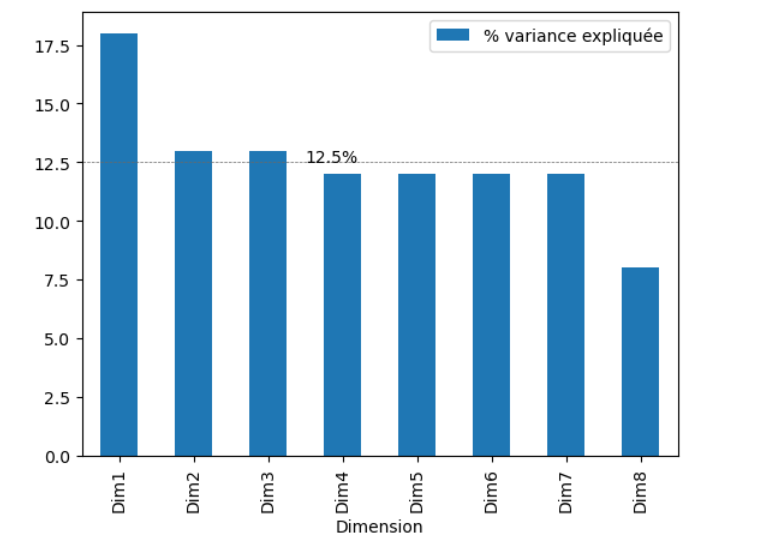 % variance expliquée
17.5
15.0
12.5
12.5%
10.0
7.5
5.0
2.5
0.0
Dim1
Dim2
Dim3
Dim4
Dim5
Dim6
Dim7
Dim8
Dimension